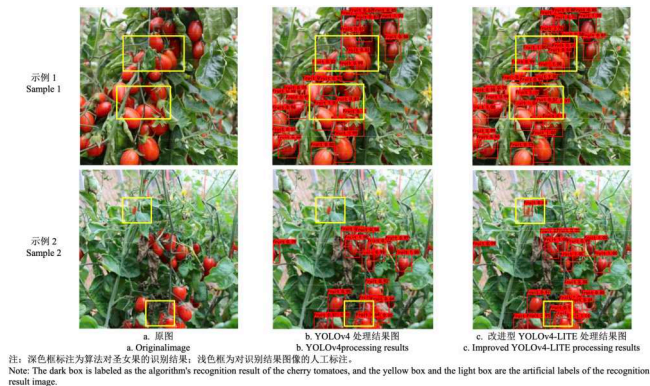 示例 1
Sample 1
示例 2
Sample 2
a. 原图
a. Originalimage
b. YOLOv4 处理结果图
b. YOLOv4processing results
c. 改进型 YOLOv4-LITE 处理结果图
c. Improved YOLOv4-LITE processing results
注：深色框标注为算法对圣女果的识别结果；浅色框为对识别结果图像的人工标注。
Note: The dark box is labeled as the algorithm's recognition result of the cherry tomatoes, and the yellow box and the light box are the artificial labels of the recognition
result image.